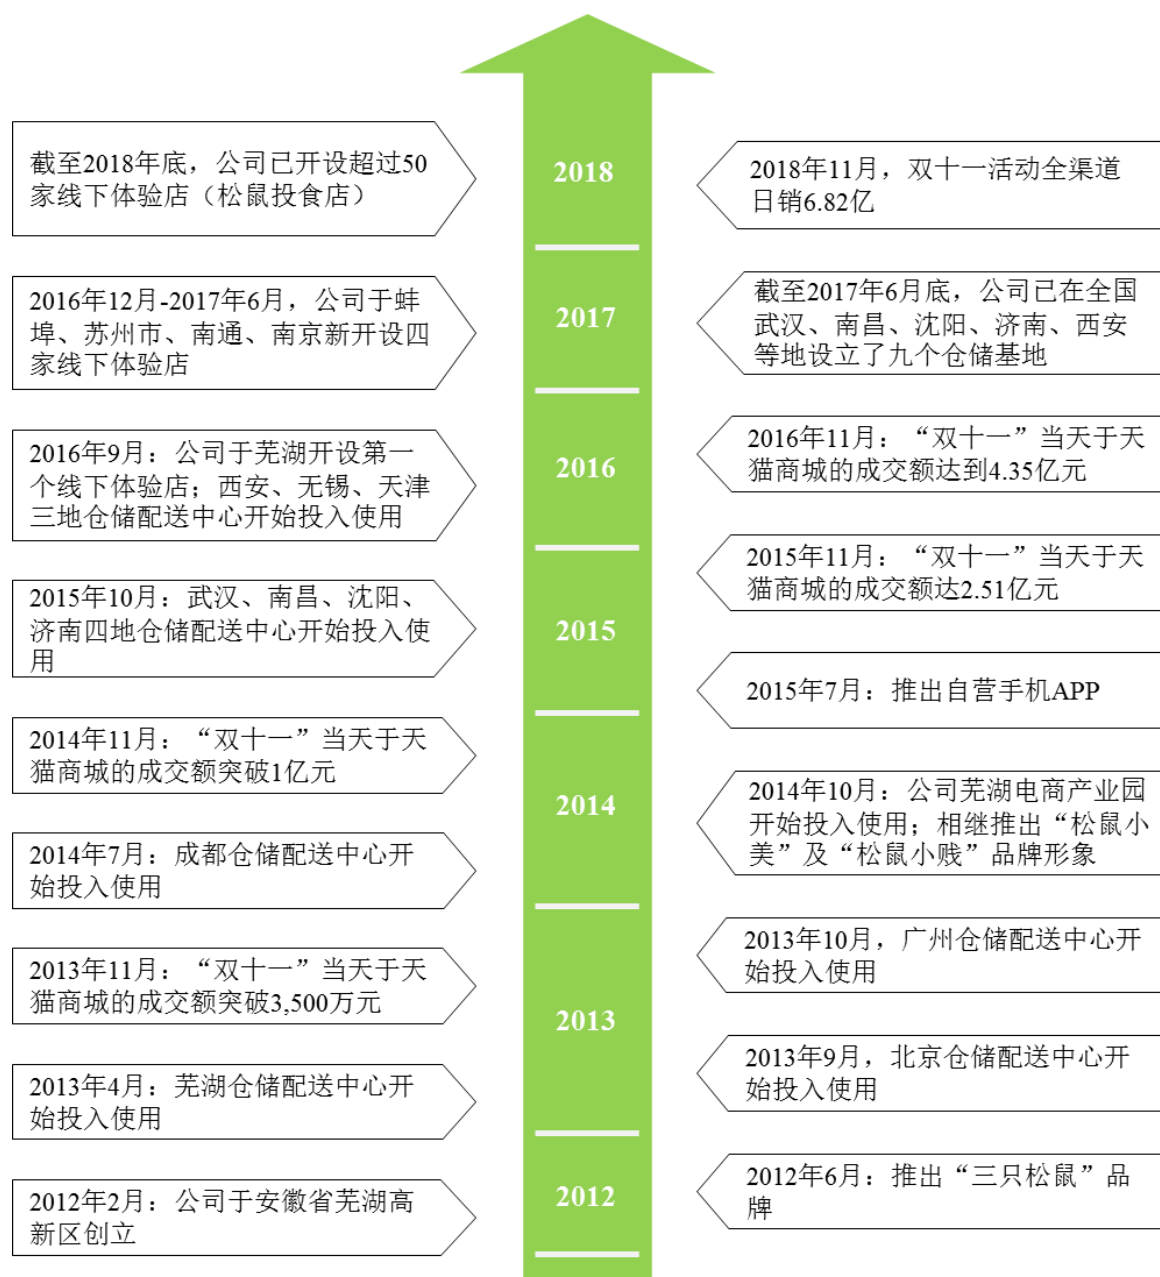 2018
截至2018年底，公司已开设超过50
家线下体验店（松鼠投食店）
2018年11月，双十一活动全渠道
日销6.82亿
2017
2016年12月-2017年6月，公司于蚌
埠、苏州市、南通、南京新开设四
家线下体验店
截至2017年6月底，公司已在全国
武汉、南昌、沈阳、济南、西安
等地设立了九个仓储基地
2016
2016年9月：公司于芜湖开设第一
个线下体验店；西安、无锡、天津
三地仓储配送中心开始投入使用
2016年11月：“双十一”当天于天
猫商城的成交额达到4.35亿元
2015
2015年10月：武汉、南昌、沈阳、
济南四地仓储配送中心开始投入使
用
2015年11月：“双十一”当天于天
猫商城的成交额达2.51亿元
2015年7月：推出自营手机APP
2014
2014年11月：“双十一”当天于天
猫商城的成交额突破1亿元
2014年7月：成都仓储配送中心开
始投入使用
2014年10月：公司芜湖电商产业园
开始投入使用；相继推出“松鼠小
美”及“松鼠小贱”品牌形象
2013
2013年11月：“双十一”当天于天
猫商城的成交额突破3,500万元
2013年4月：芜湖仓储配送中心开
始投入使用
2013年10月，广州仓储配送中心开
始投入使用
2013年9月，北京仓储配送中心开
始投入使用
2012
2012年2月：公司于安徽省芜湖高
新区创立
2012年6月：推出“三只松鼠”品
牌